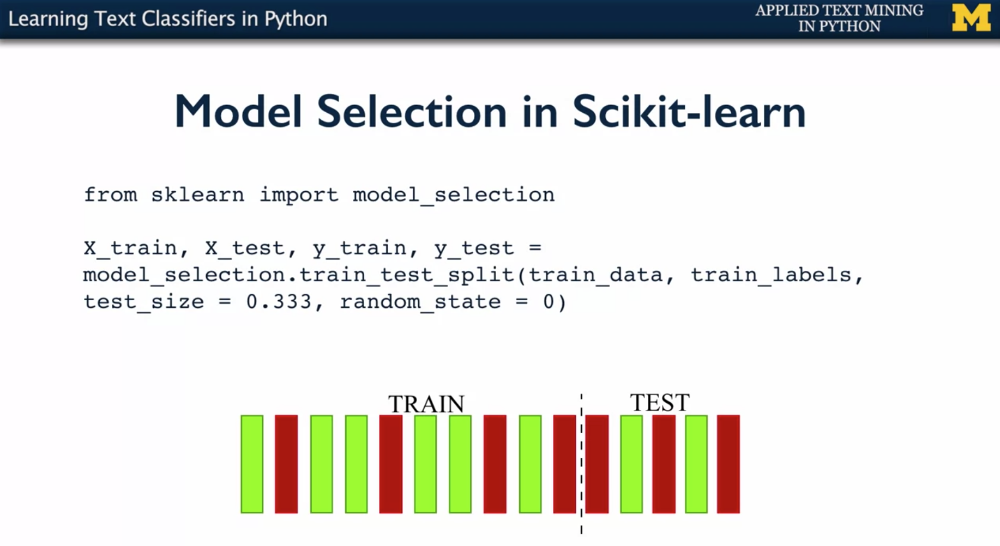 Learning Text Classifiers in Python
APPLIED TEXT MINING
IN PYTHON
M
Model Selection in Scikit-learn
from sklearn import model_selection
X_train, X_test, y_train, y_test =
model_selection.train_test_split(train_data, train_labels,
test_size = 0.333, random_state = 0)
TRAIN
TEST